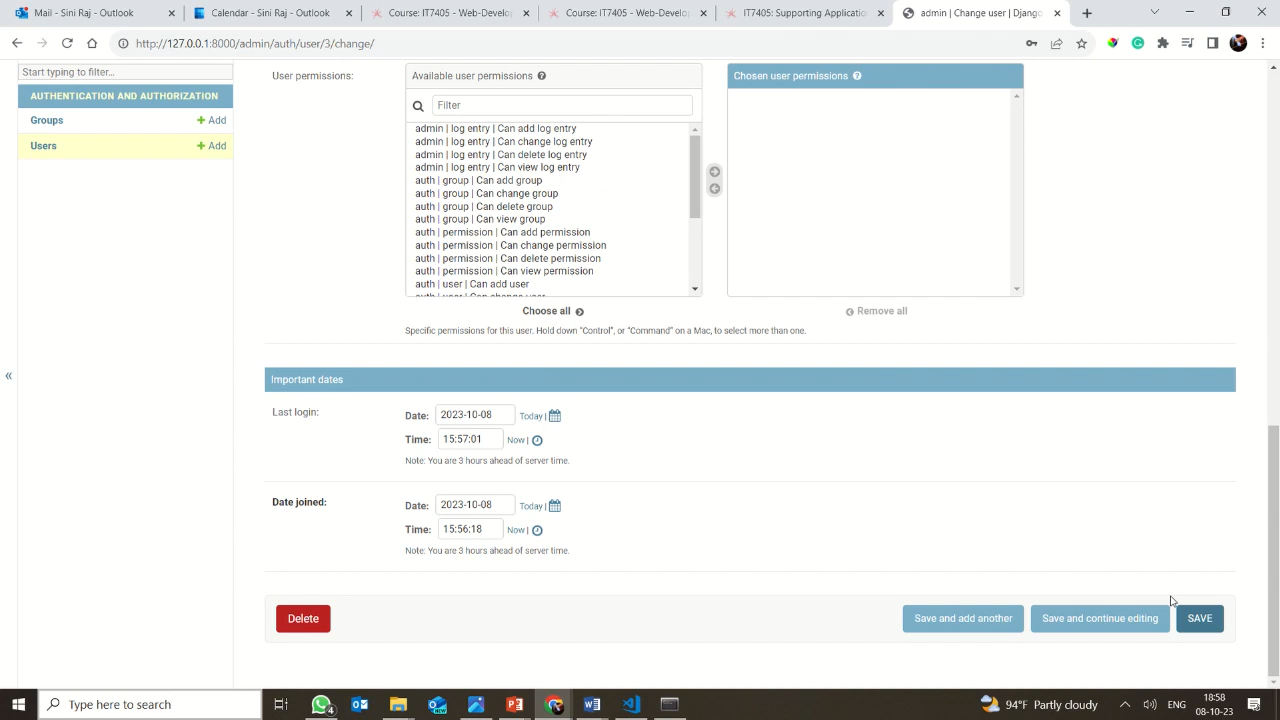 Mail - Sini Raj - Outlook
Calendar - Sini Raj - Outlook
Course: IT7405 - Web-Develop
Course: IT7405 - Web-Develop
IT7405: Supporting Application
admin | Change user | Djang
http://127.0.0.1:8000/admin/auth/user/3/change/
Start typing to filter...
AUTHENTICATION AND AUTHORIZATION
Groups
Add
Users
Add
User permissions:
Available user permissions
Filter
admin | log entry | Can add log entry
admin | log entry | Can change log entry
admin | log entry | Can delete log entry
admin | log entry | Can view log entry
auth | group | Can add group
auth | group | Can change group
auth | group | Can delete group
auth | group | Can view group
auth | permission | Can add permission
auth | permission | Can change permission
auth | permission | Can delete permission
auth | permission | Can view permission
auth | user | Can add user
auth | user | Can change user
Choose all
Chosen user permissions
Remove all
Specific permissions for this user. Hold down “Control”, or “Command” on a Mac, to select more than one.
«
Important dates
Last login:
Date: 2023-10-08 Today |
Time: 15:57:01 Now |
Note: You are 3 hours ahead of server time.
Date joined:
Date: 2023-10-08 Today |
Time: 15:56:18 Now |
Note: You are 3 hours ahead of server time.
Delete
Save and add another
Save and continue editing
SAVE
Type here to search
4
NEW
94°F Partly cloudy
ENG
18:58
08-10-23